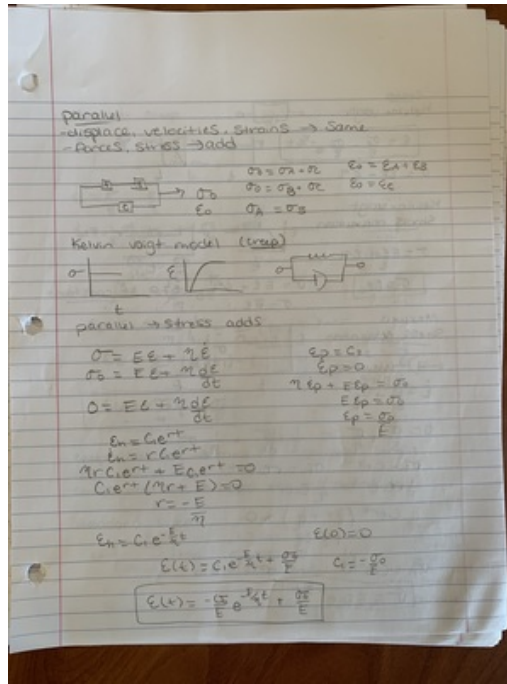 parallel
-displace, velocities, strains → same
-forces, stress → add
σ₀ = σA + σc   ε₀ = εA + εB
A B → σ₀   σ₀ = σB + σc   ε₀ = εc
C   ε₀   σA = σB
Kelvin voigt model (creep)
σ   ε
t
parallel → stress adds
σ = Eε + ηε̇   εp = C₂
σ₀ = Eε + η dε/dt   ε̇p = 0
ηε̇p + Eεp = σ₀
0 = Eε + η dε/dt   Eεp = σ₀
εp = σ₀/E
εn = C₁e^rt
ε̇n = rC₁e^rt
ηrC₁e^rt + EC₁e^rt = 0
C₁e^rt (ηr + E) = 0
r = -E/η
εn = C₁e^-E/η t   ε(0) = 0
ε(t) = C₁e^-E/η t + σ₀/E   C₁ = -σ₀/E
ε(t) = -σ₀/E e^-E/η t + σ₀/E